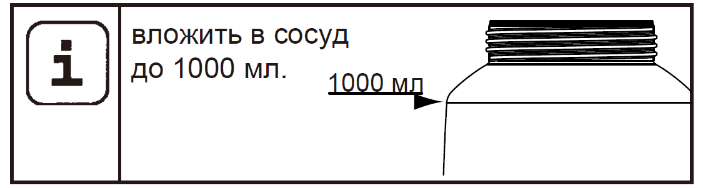 вложить в сосуд
до 1000 мл.
1000 мл